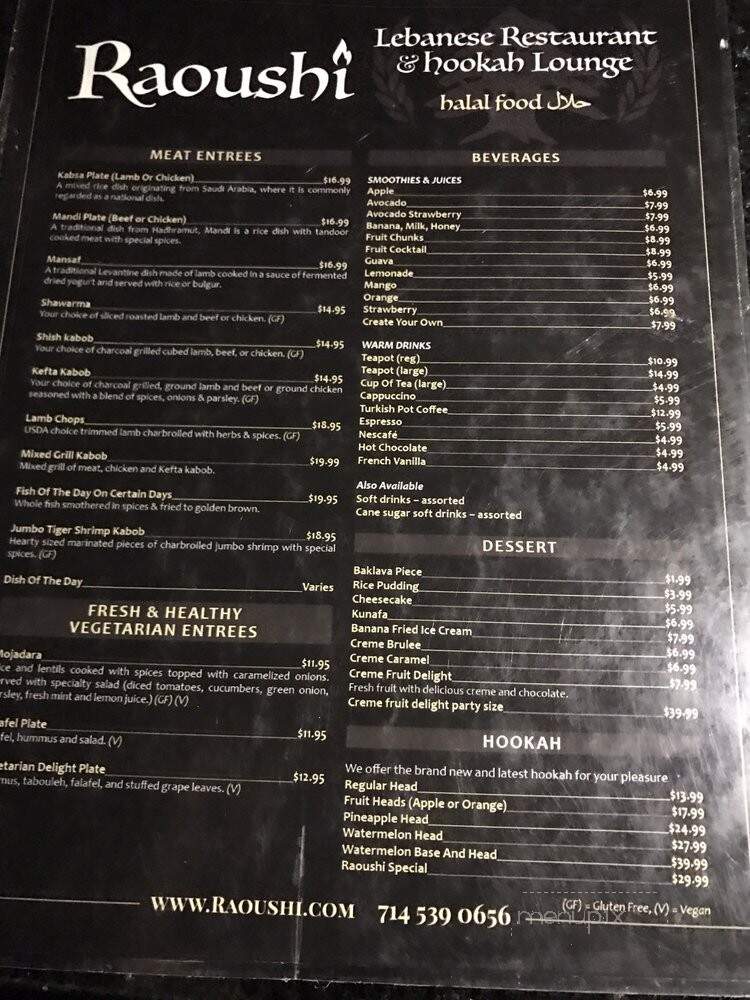 Raoushi
Lebanese Restaurant
& Hookah Lounge
halal food حلال
MEAT ENTREES
Kabsa Plate (Lamb Or Chicken) $16.99
A mixed rice dish originating from Saudi Arabia, where it is commonly
regarded as a national dish.
Mandi Plate (Beef or Chicken) $16.99
A traditional dish from Hadhramut, Mandi is a rice dish with tandoor
cooked meat with special spices.
Mansaf $16.99
A traditional Levantine dish made of lamb cooked in a sauce of fermented
dried yogurt and served with rice or bulgur.
Shawarma $14.95
Your choice of sliced roasted lamb and beef or chicken. (GF)
Shish kabob $14.95
Your choice of charcoal grilled cubed lamb, beef, or chicken. (GF)
Kefta Kabob $14.95
Your choice of charcoal grilled, ground lamb and beef or ground chicken
seasoned with a blend of spices, onions & parsley. (GF)
Lamb Chops $18.95
USDA choice trimmed lamb charbroiled with herbs & spices. (GF)
Mixed Grill Kabob $19.99
Mixed grill of meat, chicken and Kefta kabob.
Fish Of The Day On Certain Days $19.95
Whole fish smothered in spices & fried to golden brown.
Jumbo Tiger Shrimp Kabob $18.95
Hearty sized marinated pieces of charbroiled jumbo shrimp with special
spices. (GF)
Dish Of The Day Varies
FRESH & HEALTHY
VEGETARIAN ENTREES
Mojadara $11.95
ce and lentils cooked with spices topped with caramelized onions.
rved with specialty salad (diced tomatoes, cucumbers, green onion,
rsley, fresh mint and lemon juice.) (GF) (V)
afel Plate $11.95
fel, hummus and salad. (V)
etarian Delight Plate $12.95
mus, tabouleh, falafel, and stuffed grape leaves. (V)
BEVERAGES
SMOOTHIES & JUICES
Apple $6.99
Avocado $7.99
Avocado Strawberry $7.99
Banana, Milk, Honey $6.99
Fruit Chunks $8.99
Fruit Cocktail $8.99
Guava $6.99
Lemonade $5.99
Mango $6.99
Orange $6.99
Strawberry $6.99
Create Your Own $7.99
WARM DRINKS
Teapot (reg) $10.99
Teapot (large) $14.99
Cup Of Tea (large) $4.99
Cappuccino $5.99
Turkish Pot Coffee $12.99
Espresso $5.99
Nescafé $4.99
Hot Chocolate $4.99
French Vanilla $4.99
Also Available
Soft drinks – assorted
Cane sugar soft drinks – assorted
DESSERT
Baklava Piece $1.99
Rice Pudding $3.99
Cheesecake $5.99
Kunafa $6.99
Banana Fried Ice Cream $7.99
Creme Brulee $6.99
Creme Caramel $6.99
Creme Fruit Delight $7.99
Fresh fruit with delicious creme and chocolate.
Creme fruit delight party size $39.99
HOOKAH
We offer the brand new and latest hookah for your pleasure
Regular Head $13.99
Fruit Heads (Apple or Orange) $17.99
Pineapple Head $24.99
Watermelon Head $27.99
Watermelon Base And Head $39.99
Raoushi Special $29.99
www.Raoushi.com 714 539 0656
menupix
(GF) = Gluten Free, (V) = Vegan